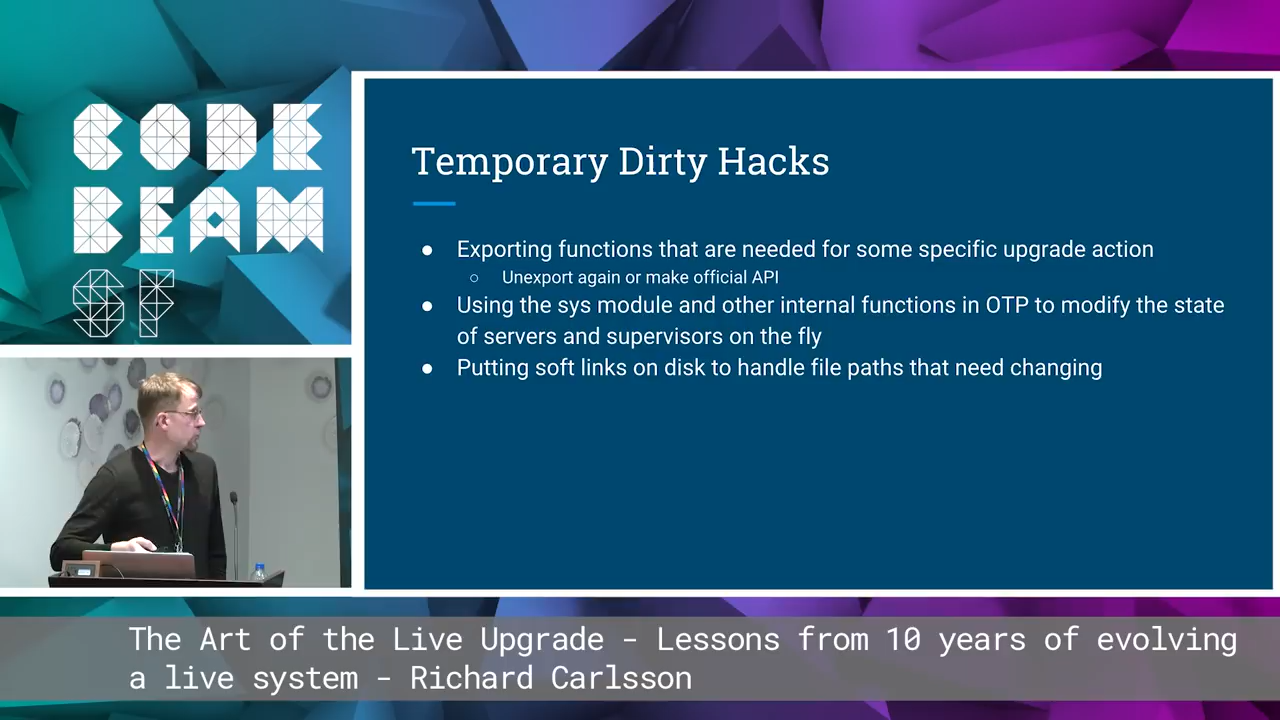 CODE
BEAM
SF
Temporary Dirty Hacks
● Exporting functions that are needed for some specific upgrade action
○ Unexport again or make official API
● Using the sys module and other internal functions in OTP to modify the state
of servers and supervisors on the fly
● Putting soft links on disk to handle file paths that need changing
The Art of the Live Upgrade - Lessons from 10 years of evolving
a live system - Richard Carlsson